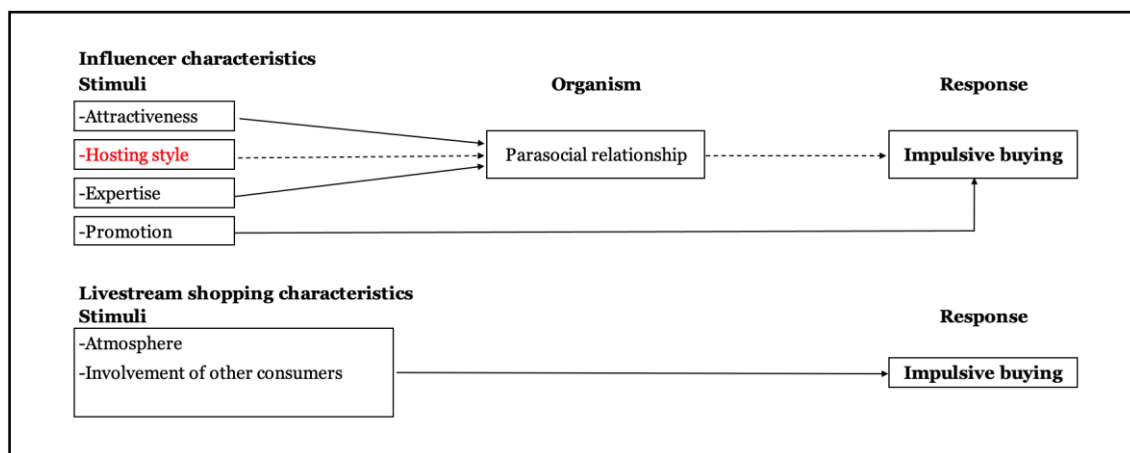 Influencer characteristics
Stimuli
Organism
Response
-Attractiveness
-Hosting style
Parasocial relationship
Impulsive buying
-Expertise
-Promotion
Livestream shopping characteristics
Stimuli
Response
-Atmosphere
-Involvement of other consumers
Impulsive buying